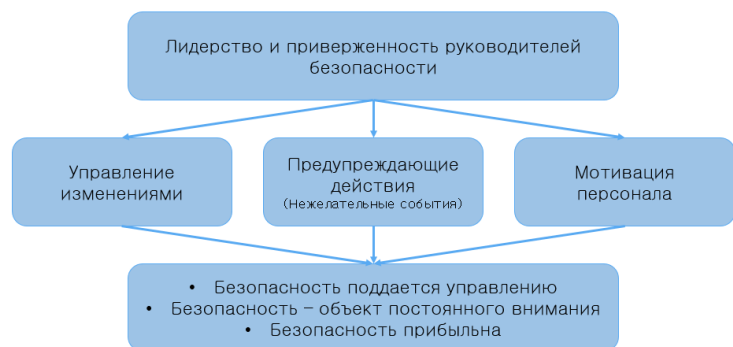 Лидерство и приверженность руководителей
безопасности
Управление
изменениями
Предупреждающие
действия
(Нежелательные события)
Мотивация
персонала
• Безопасность поддается управлению
• Безопасность – объект постоянного внимания
• Безопасность прибыльна